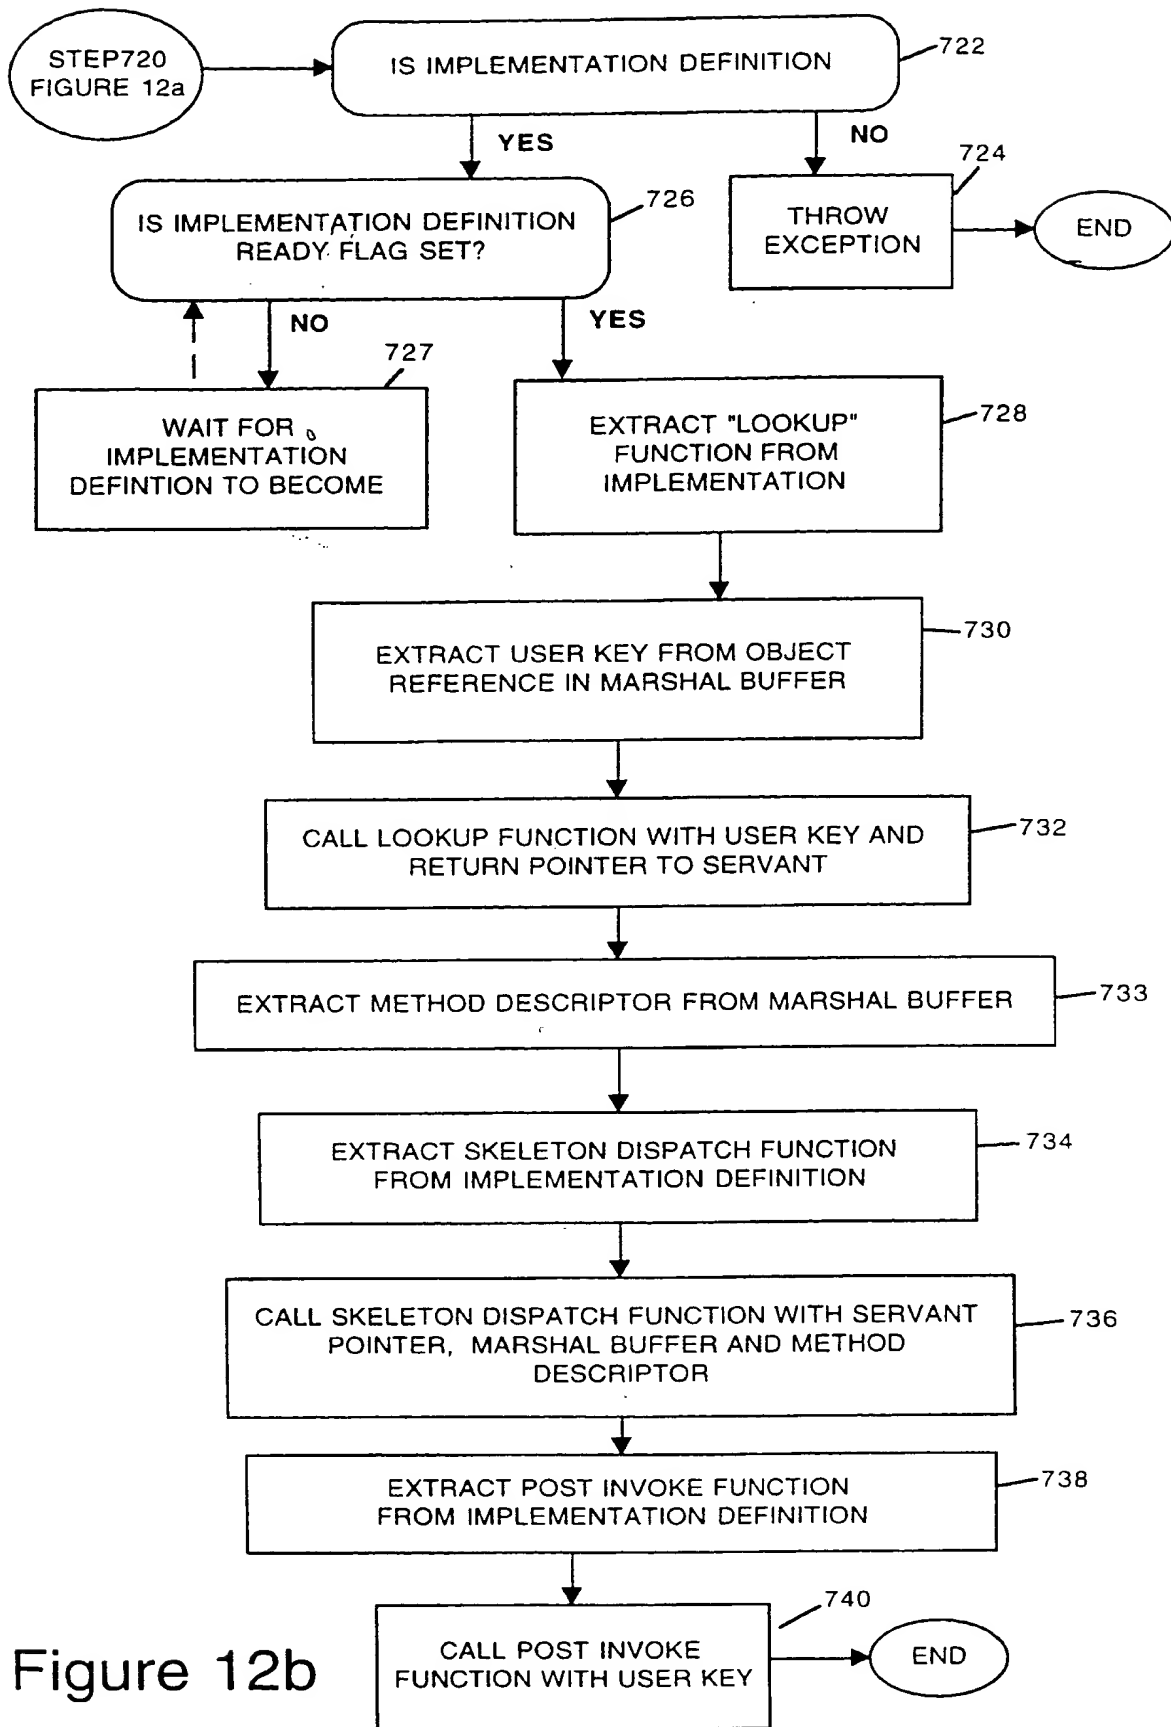 STEP720
FIGURE 12a
IS IMPLEMENTATION DEFINITION
722
YES
NO
724
IS IMPLEMENTATION DEFINITION
READY FLAG SET?
726
THROW
EXCEPTION
END
NO
YES
727
WAIT FOR
IMPLEMENTATION
DEFINTION TO BECOME
EXTRACT "LOOKUP"
FUNCTION FROM
IMPLEMENTATION
728
EXTRACT USER KEY FROM OBJECT
REFERENCE IN MARSHAL BUFFER
730
CALL LOOKUP FUNCTION WITH USER KEY AND
RETURN POINTER TO SERVANT
732
EXTRACT METHOD DESCRIPTOR FROM MARSHAL BUFFER
733
EXTRACT SKELETON DISPATCH FUNCTION
FROM IMPLEMENTATION DEFINITION
734
CALL SKELETON DISPATCH FUNCTION WITH SERVANT
POINTER, MARSHAL BUFFER AND METHOD
DESCRIPTOR
736
EXTRACT POST INVOKE FUNCTION
FROM IMPLEMENTATION DEFINITION
738
740
CALL POST INVOKE
FUNCTION WITH USER KEY
END
Figure 12b